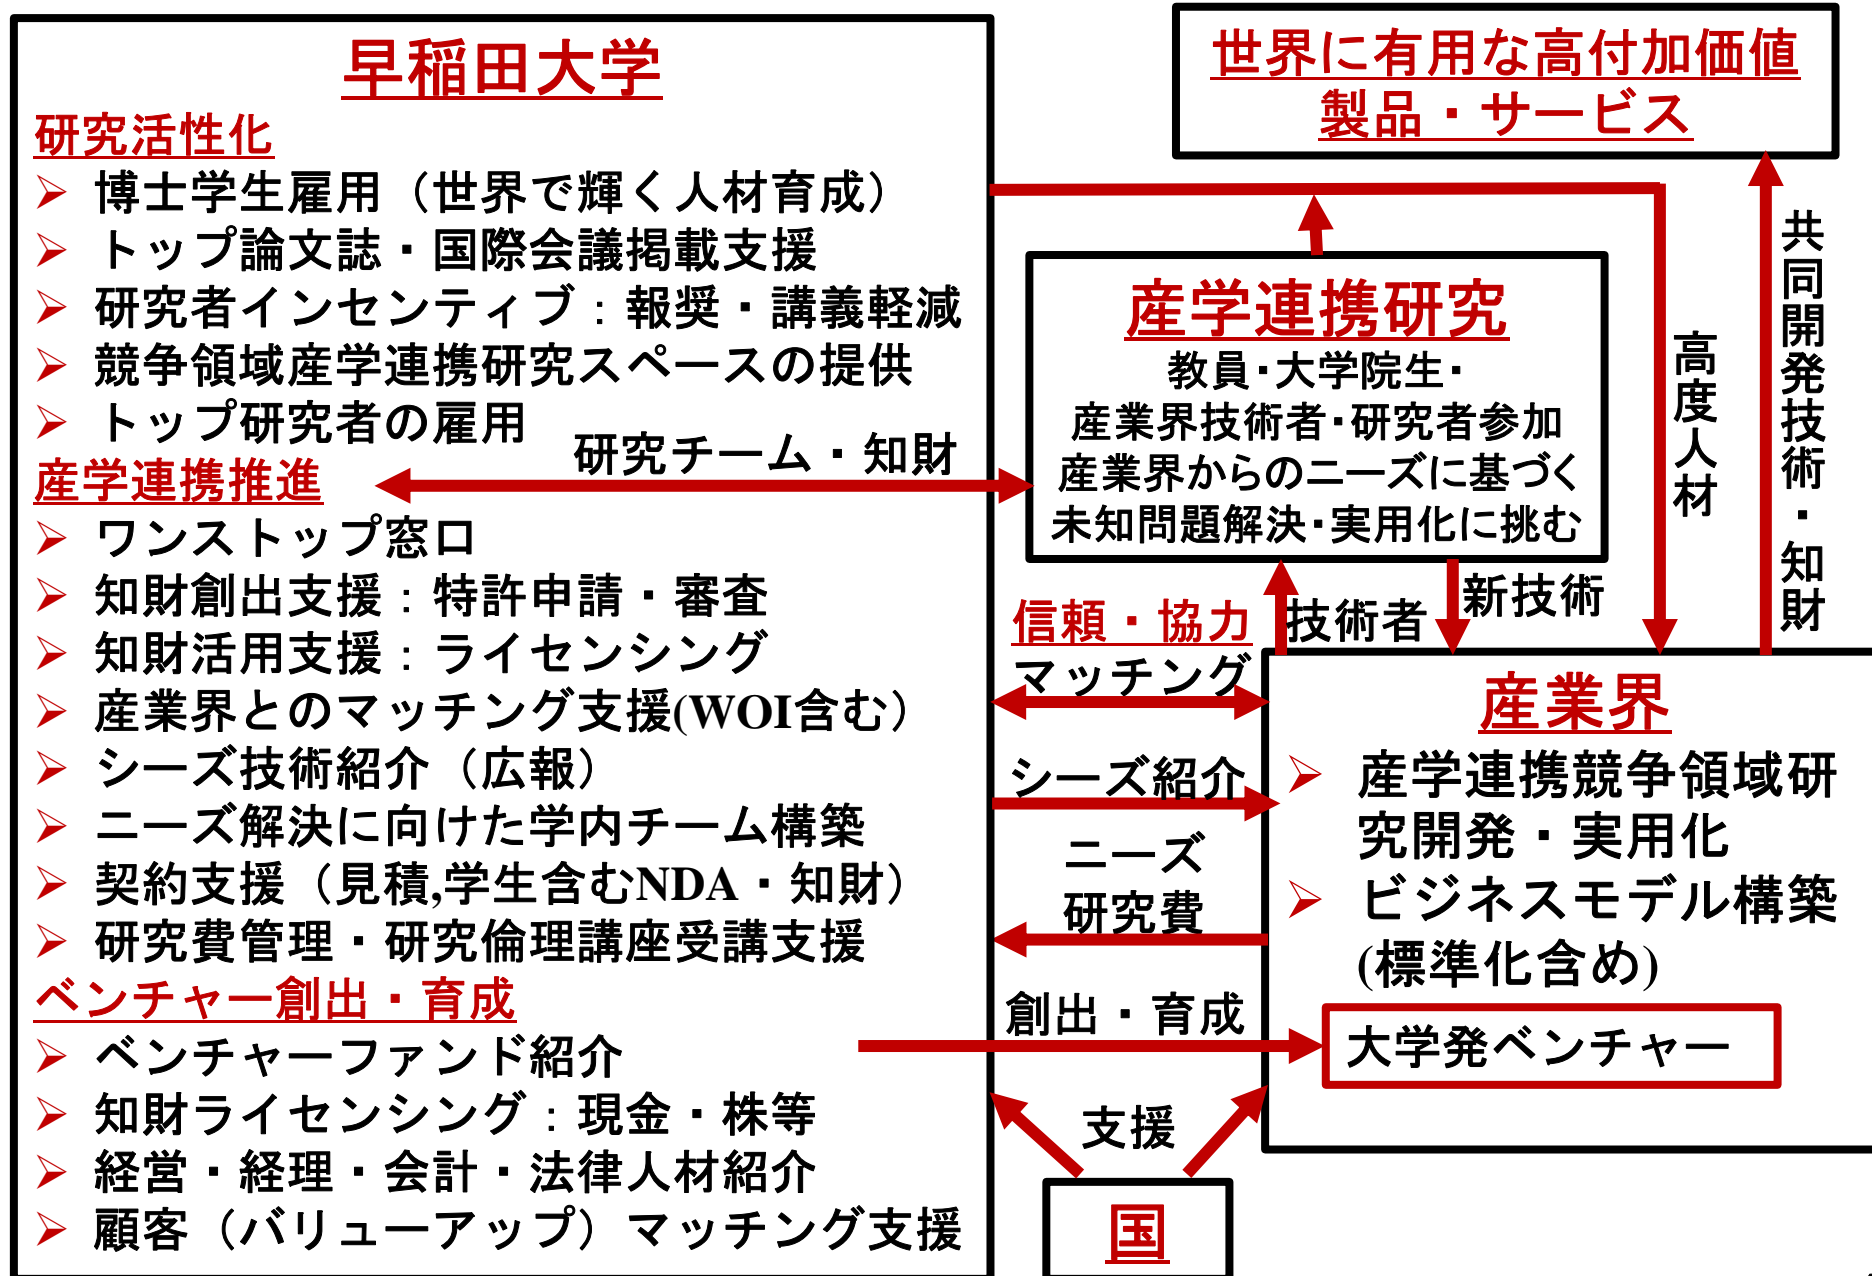 早稲田大学
研究活性化
博士学生雇用（世界で輝く人材育成）
トップ論文誌・国際会議掲載支援
研究者インセンティブ：報奨・講義軽減
競争領域産学連携研究スペースの提供
トップ研究者の雇用
産学連携推進
ワンストップ窓口
知財創出支援：特許申請・審査
知財活用支援：ライセンシング
産業界とのマッチング支援(WOI含む）
シーズ技術紹介（広報）
ニーズ解決に向けた学内チーム構築
契約支援（見積,学生含むNDA・知財）
研究費管理・研究倫理講座受講支援
ベンチャー創出・育成
ベンチャーファンド紹介
知財ライセンシング：現金・株等
経営・経理・会計・法律人材紹介
顧客（バリューアップ）マッチング支援
研究チーム・知財
世界に有用な高付加価値
製品・サービス
産学連携研究
教員・大学院生・
産業界技術者・研究者参加
産業界からのニーズに基づく
未知問題解決・実用化に挑む
高度人材
共同開発技術・知財
信頼・協力
マッチング
技術者
新技術
シーズ紹介
ニーズ
研究費
創出・育成
支援
国
産業界
産学連携競争領域研
究開発・実用化
ビジネスモデル構築
(標準化含め)
大学発ベンチャー